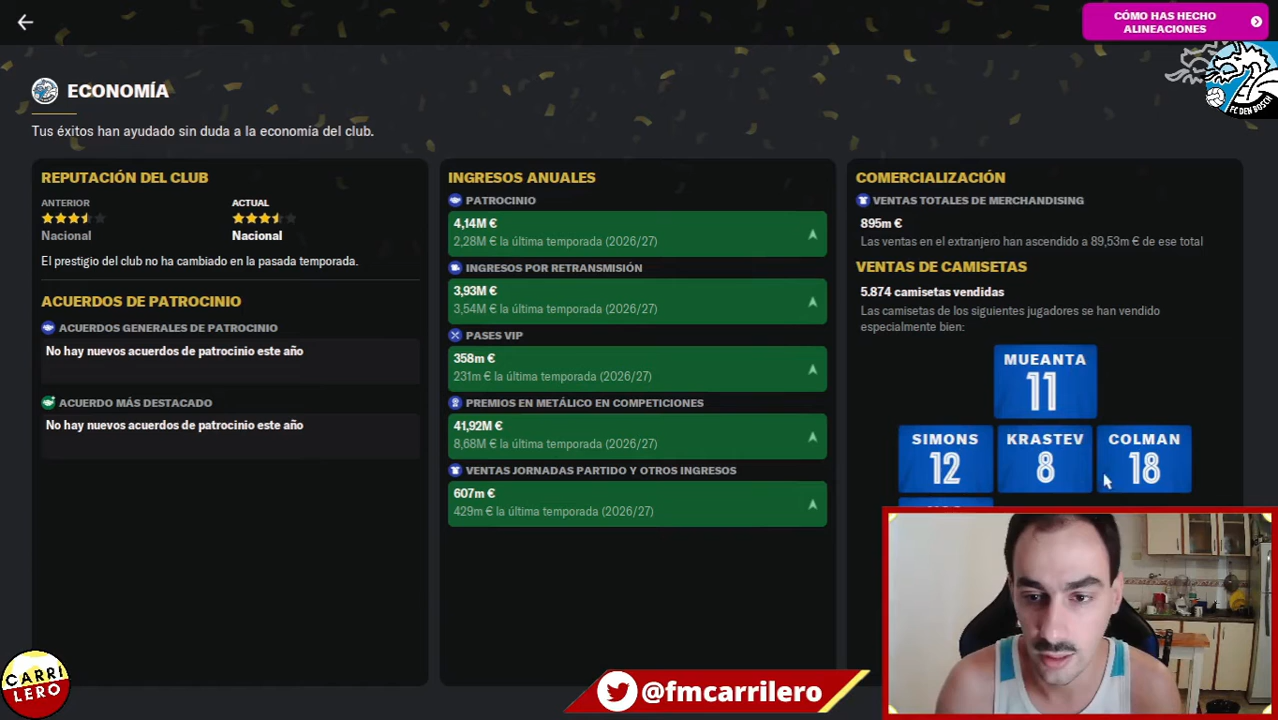 CÓMO HAS HECHO
ALINEACIONES
FC DEN BOSCH
ECONOMÍA
Tus éxitos han ayudado sin duda a la economía del club.
REPUTACIÓN DEL CLUB
ANTERIOR
ACTUAL
Nacional
Nacional
El prestigio del club no ha cambiado en la pasada temporada.
ACUERDOS DE PATROCINIO
ACUERDOS GENERALES DE PATROCINIO
No hay nuevos acuerdos de patrocinio este año
ACUERDO MÁS DESTACADO
No hay nuevos acuerdos de patrocinio este año
INGRESOS ANUALES
PATROCINIO
4,14M €
2,28M € la última temporada (2026/27)
INGRESOS POR RETRANSMISIÓN
3,93M €
3,54M € la última temporada (2026/27)
PASES VIP
358m €
231m € la última temporada (2026/27)
PREMIOS EN METÁLICO EN COMPETICIONES
41,92M €
8,68M € la última temporada (2026/27)
VENTAS JORNADAS PARTIDO Y OTROS INGRESOS
607m €
429m € la última temporada (2026/27)
COMERCIALIZACIÓN
VENTAS TOTALES DE MERCHANDISING
895m €
Las ventas en el extranjero han ascendido a 89,53m € de ese total
VENTAS DE CAMISETAS
5.874 camisetas vendidas
Las camisetas de los siguientes jugadores se han vendido
especialmente bien:
MUEANTA
11
SIMONS
12
KRASTEV
8
COLMAN
18
CARRI
LERO
@fmcarrilero